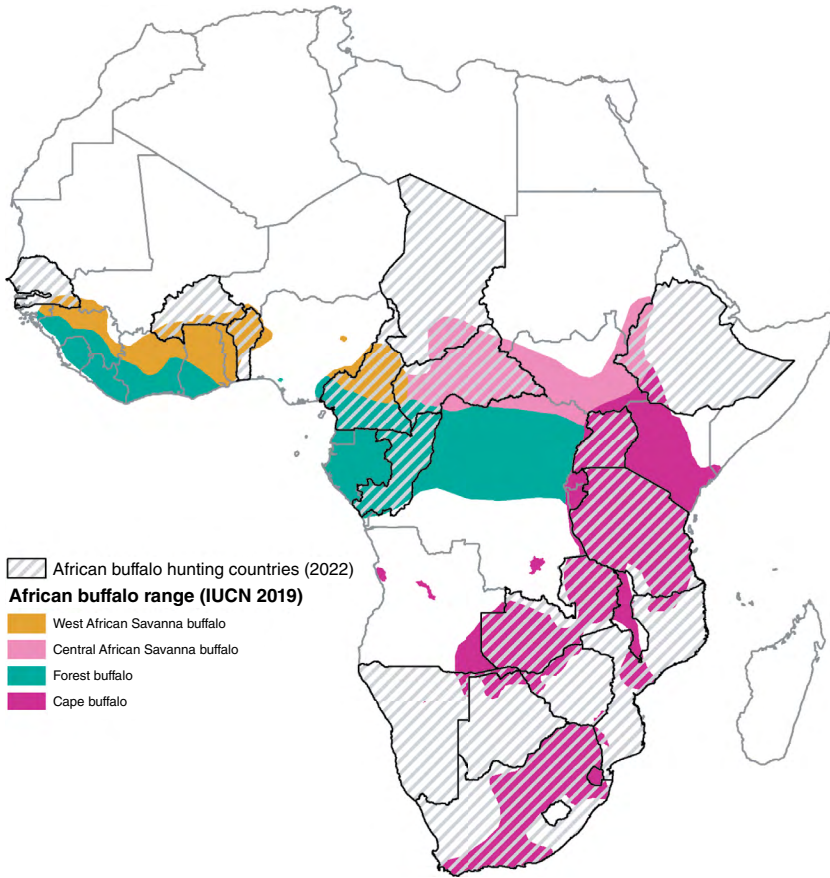 African buffalo hunting countries (2022)
African buffalo range (IUCN 2019)
West African Savanna buffalo
Central African Savanna buffalo
Forest buffalo
Cape buffalo